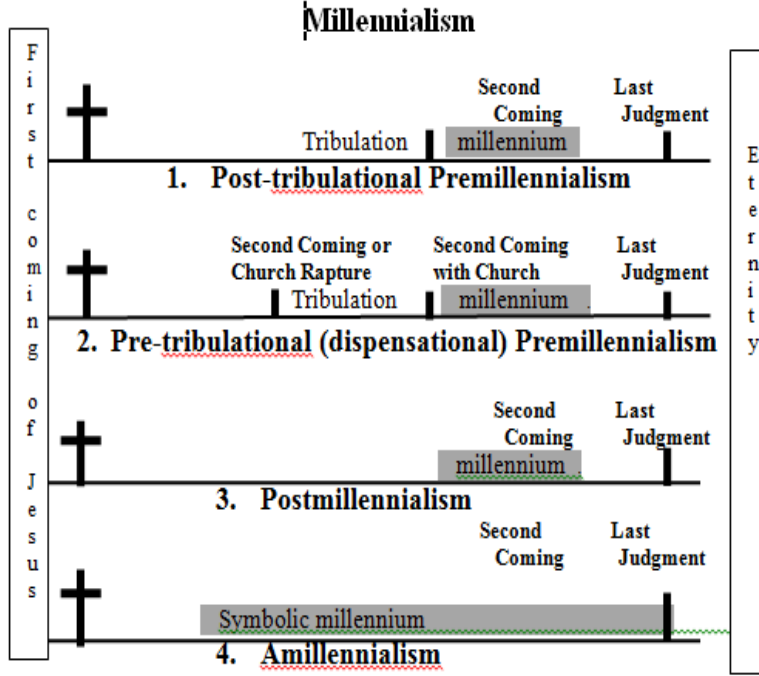 Millennialism
First coming of Jesus
Second Last
Coming Judgment
Tribulation millennium
1. Post-tribulational Premillennialism
Second Coming or Second Coming Last
Church Rapture with Church Judgment
Tribulation millennium .
2. Pre-tribulational (dispensational) Premillennialism
Second Last
Coming Judgment
millennium .
3. Postmillennialism
Second Last
Coming Judgment
Symbolic millennium
4. Amillennialism
Eternity